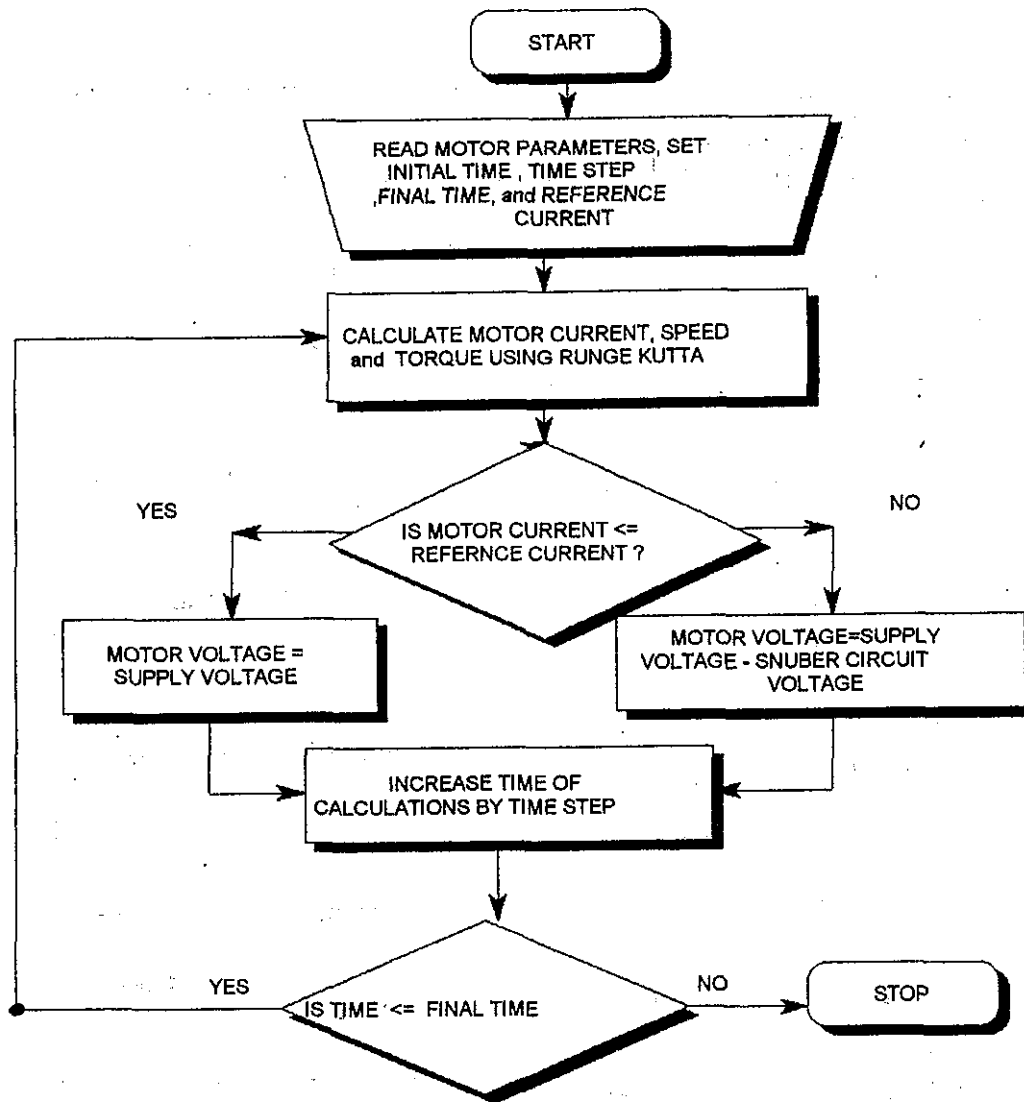 START
READ MOTOR PARAMETERS, SET
INITIAL TIME , TIME STEP
,FINAL TIME, and REFERENCE
CURRENT
CALCULATE MOTOR CURRENT, SPEED
and TORQUE USING RUNGE KUTTA
YES
NO
IS MOTOR CURRENT <=
REFERNCE CURRENT ?
MOTOR VOLTAGE =
SUPPLY VOLTAGE
MOTOR VOLTAGE=SUPPLY
VOLTAGE - SNUBER CIRCUIT
VOLTAGE
INCREASE TIME OF
CALCULATIONS BY TIME STEP
YES
IS TIME <= FINAL TIME
NO
STOP